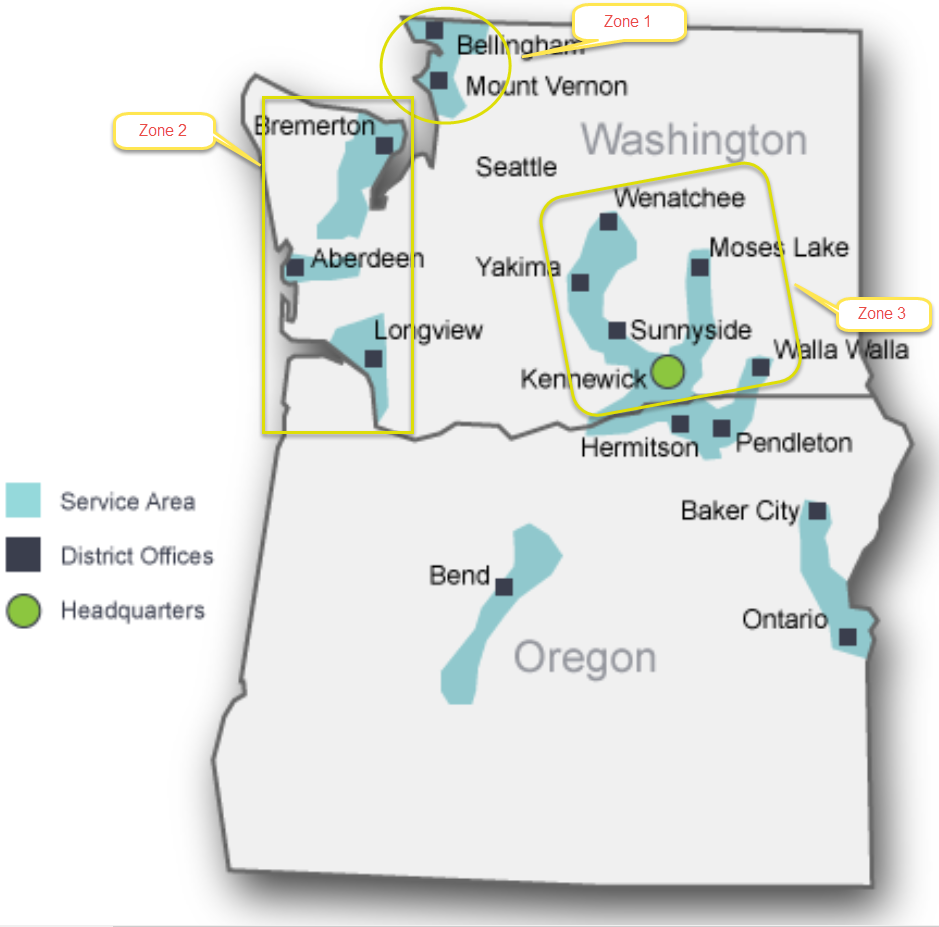 Zone 1
Bellingham
Mount Vernon
Zone 2
Bremerton
Washington
Seattle
Wenatchee
Moses Lake
Aberdeen
Yakima
Zone 3
Longview
Sunnyside
Walla Walla
Kennewick
Hermitson
Pendleton
Service Area
Baker City
District Offices
Bend
Headquarters
Ontario
Oregon